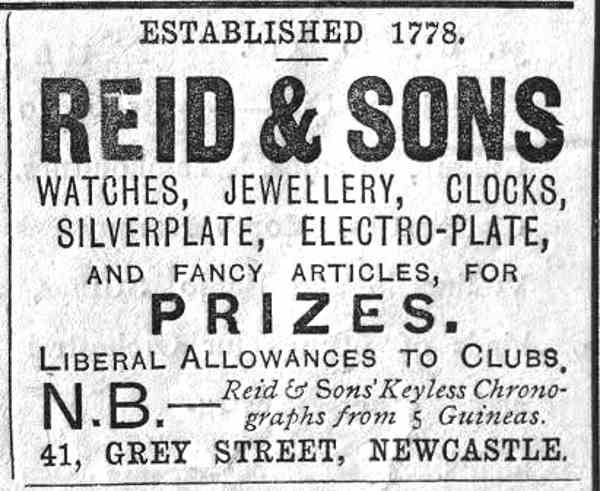 ESTABLISHED 1778.
REID & SONS
WATCHES, JEWELLERY, CLOCKS,
SILVERPLATE, ELECTRO-PLATE,
AND FANCY ARTICLES, FOR
PRIZES.
LIBERAL ALLOWANCES TO CLUBS.
N.B.—Reid & Sons' Keyless Chrono-
graphs from 5 Guineas.
41, GREY STREET, NEWCASTLE.